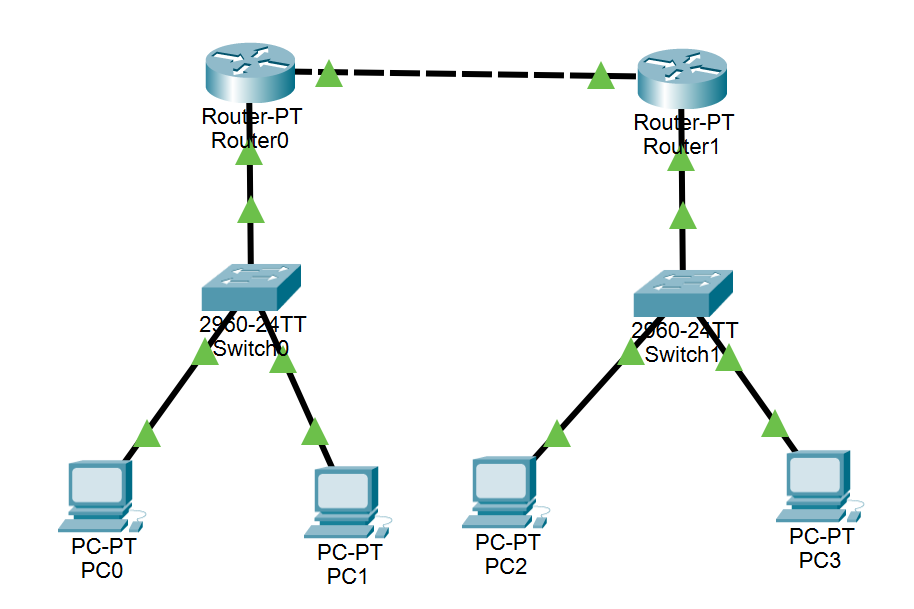 Router-PT
Router0
Router-PT
Router1
2960-24TT
Switch0
2960-24TT
Switch1
PC-PT
PC0
PC-PT
PC1
PC-PT
PC2
PC-PT
PC3